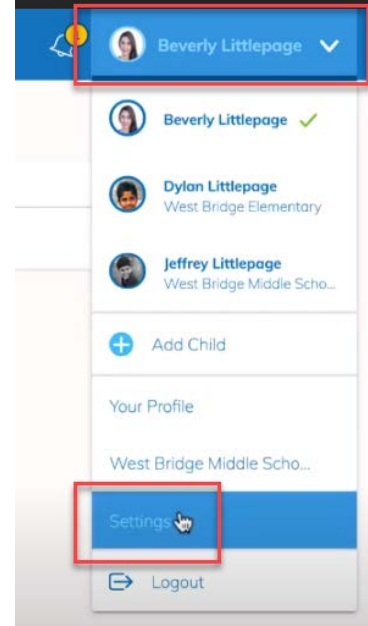 Beverly Littlepage
Beverly Littlepage
Dylan Littlepage
West Bridge Elementary
Jeffrey Littlepage
West Bridge Middle Scho...
Add Child
Your Profile
West Bridge Middle Scho...
Settings
Logout